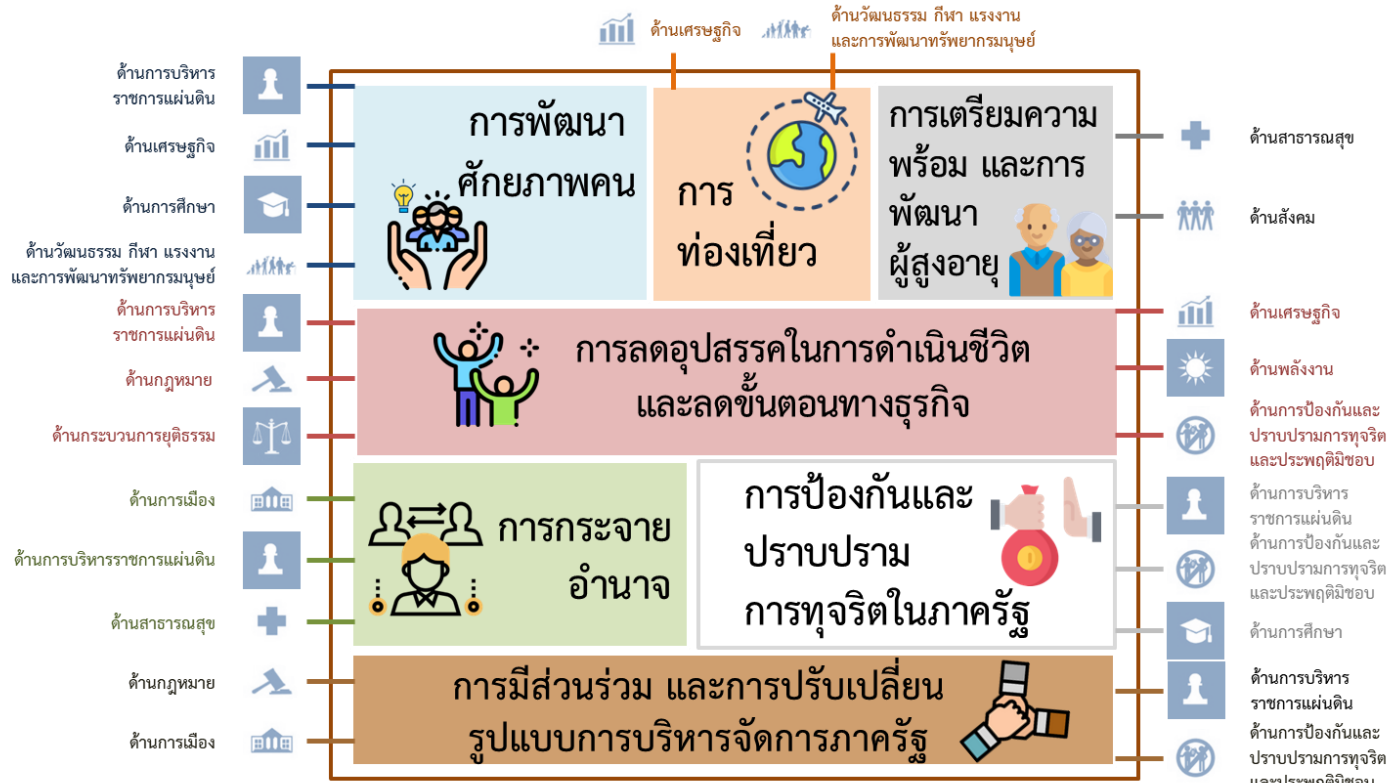 ด้านเศรษฐกิจ
ด้านวัฒนธรรม กีฬา แรงงาน
และการพัฒนาทรัพยากรมนุษย์
ด้านการบริหาร
ราชการแผ่นดิน
ด้านเศรษฐกิจ
ด้านการศึกษา
ด้านวัฒนธรรม กีฬา แรงงาน
และการพัฒนาทรัพยากรมนุษย์
การพัฒนา
ศักยภาพคน
การ
ท่องเที่ยว
การเตรียมความ
พร้อม และการ
พัฒนา
ผู้สูงอายุ
ด้านสาธารณสุข
ด้านสังคม
ด้านการบริหาร
ราชการแผ่นดิน
ด้านกฎหมาย
ด้านกระบวนการยุติธรรม
การลดอุปสรรคในการดำเนินชีวิต
และลดขั้นตอนทางธุรกิจ
ด้านเศรษฐกิจ
ด้านพลังงาน
ด้านการป้องกันและ
ปราบปรามการทุจริต
และประพฤติมิชอบ
ด้านการเมือง
ด้านการบริหารราชการแผ่นดิน
ด้านสาธารณสุข
การกระจาย
อำนาจ
การป้องกันและ
ปราบปราม
การทุจริตในภาครัฐ
ด้านการบริหาร
ราชการแผ่นดิน
ด้านการป้องกันและ
ปราบปรามการทุจริต
และประพฤติมิชอบ
ด้านการศึกษา
ด้านกฎหมาย
ด้านการเมือง
การมีส่วนร่วม และการปรับเปลี่ยน
รูปแบบการบริหารจัดการภาครัฐ
ด้านการบริหาร
ราชการแผ่นดิน
ด้านการป้องกันและ
ปราบปรามการทุจริต
และประพฤติมิชอบ